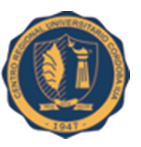 CENTRO REGIONAL UNIVERSITARIO CORDOBA IUA
· 1947 ·